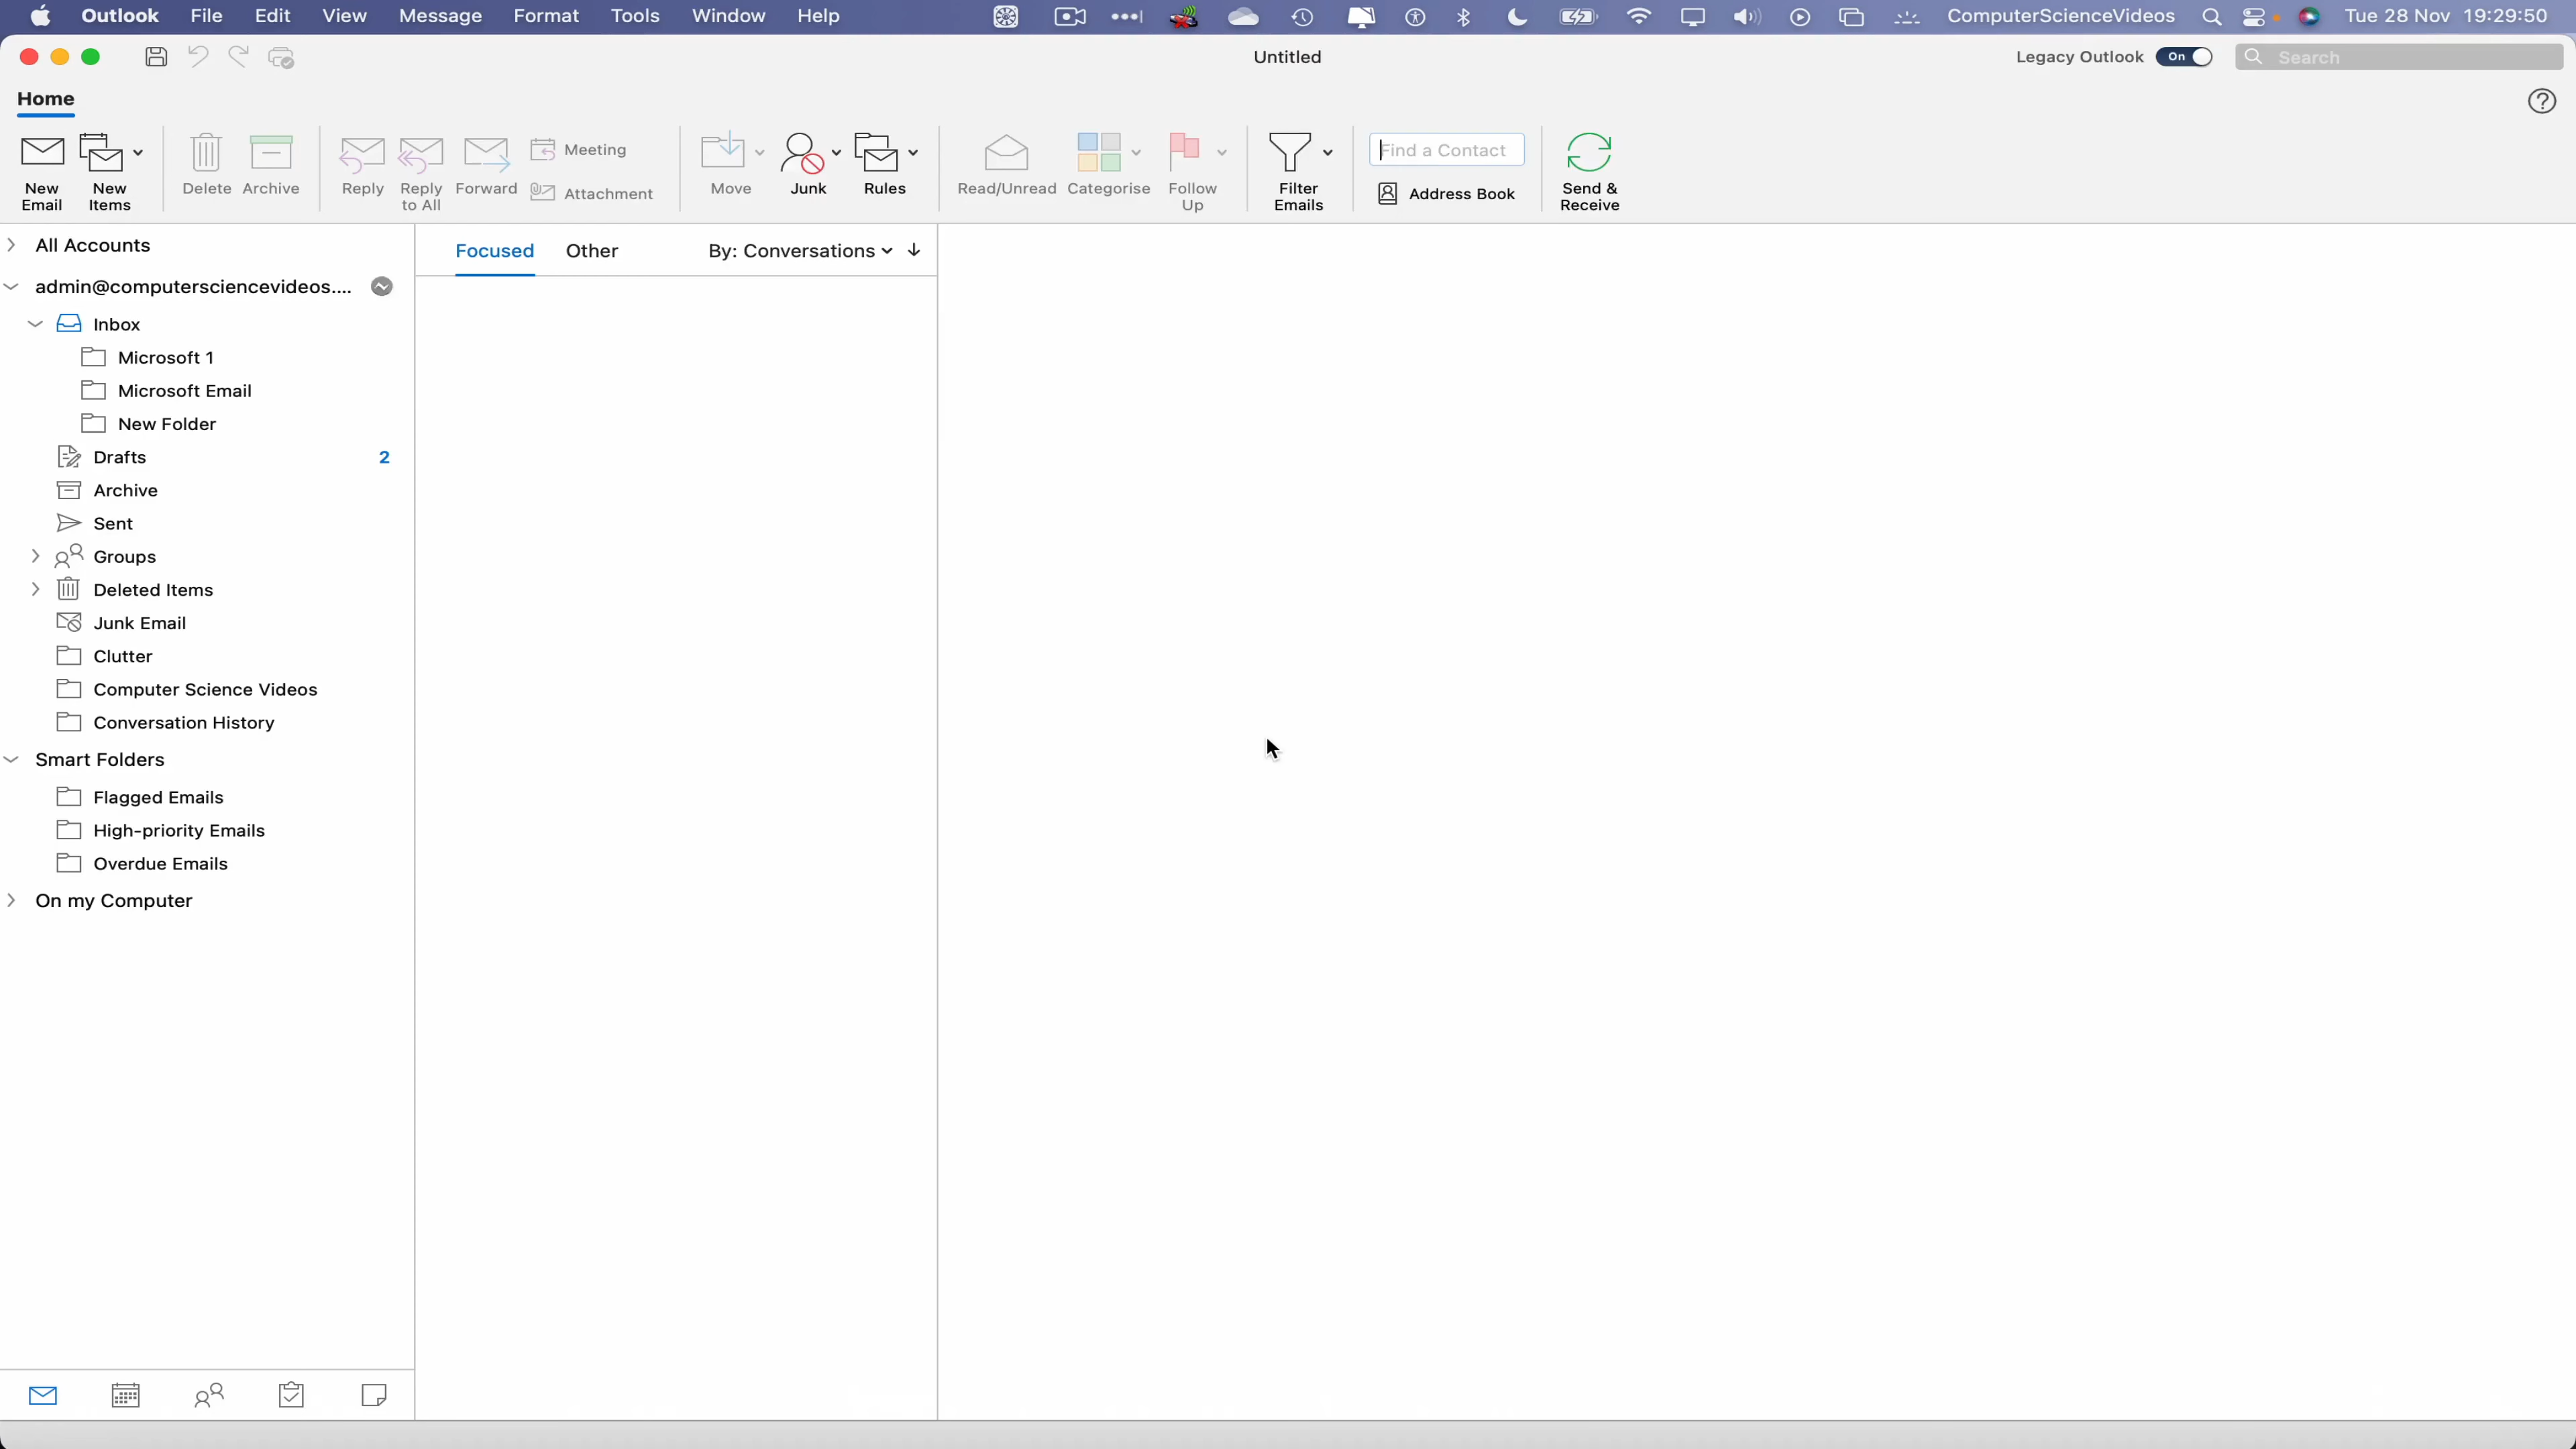 Outlook File Edit View Message Format Tools Window Help ComputerScienceVideos Tue 28 Nov 19:29:50
Untitled
Legacy Outlook On Search
Home
New Email
New Items
Delete
Archive
Reply
Reply to All
Forward
Meeting
Attachment
Move
Junk
Rules
Read/Unread
Categorise
Follow Up
Filter Emails
Find a Contact
Address Book
Send & Receive
All Accounts
admin@computersciencevideos....
Inbox
Microsoft 1
Microsoft Email
New Folder
Drafts 2
Archive
Sent
Groups
Deleted Items
Junk Email
Clutter
Computer Science Videos
Conversation History
Smart Folders
Flagged Emails
High-priority Emails
Overdue Emails
On my Computer
Focused Other By: Conversations